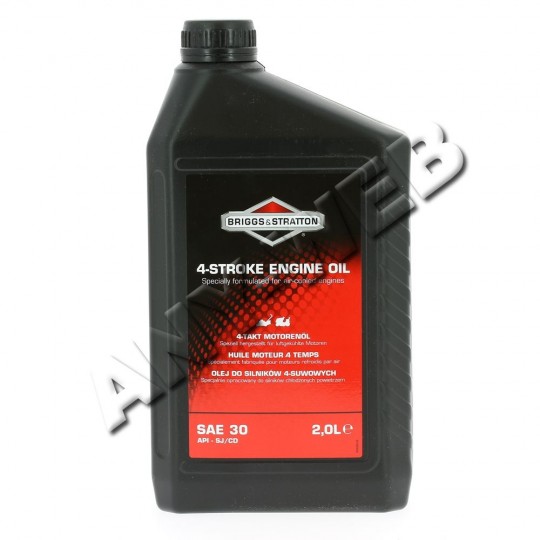 BRIGGS & STRATTON
4-STROKE ENGINE OIL
Specially formulated for air-cooled engines
4-TAKT MOTORENÖL
Speziell hergestellt für luftgekühlte Motoren
HUILE MOTEUR 4 TEMPS
Spécialement fabriquée pour moteurs refroidis par air
OLEJ DO SILNIKÓW 4-SUWOWYCH
Specjalnie opracowany do silników chłodzonych powietrzem
SAE 30 2,0L e
API - SJ/CD